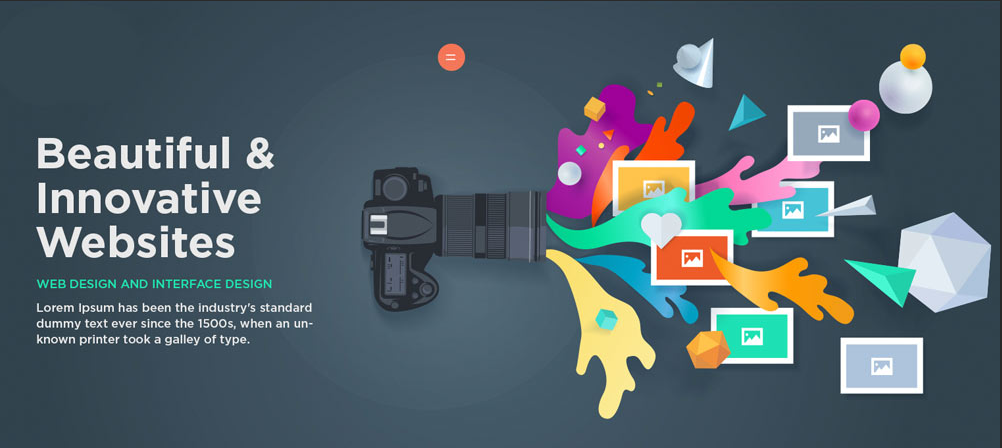 Beautiful &
Innovative
Websites
WEB DESIGN AND INTERFACE DESIGN
Lorem Ipsum has been the industry's standard
dummy text ever since the 1500s, when an un-
known printer took a galley of type.